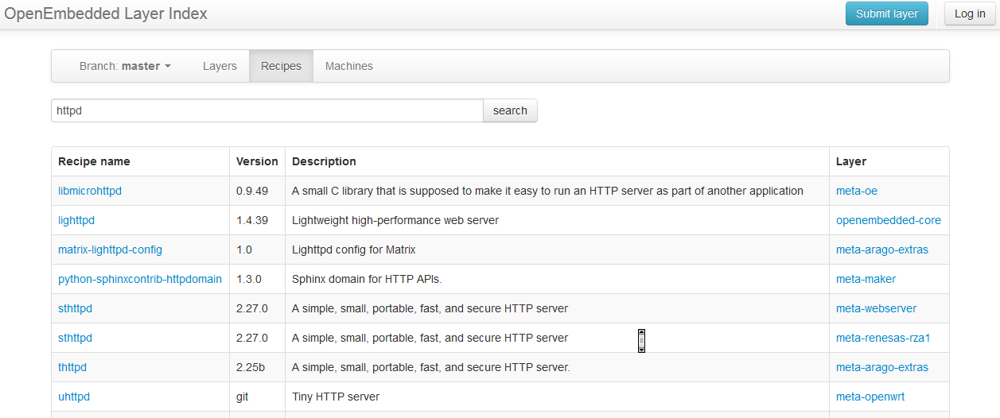 OpenEmbedded Layer Index Submit layer Log in
Branch: master Layers Recipes Machines
httpd search
Recipe name Version Description Layer
libmicrohttpd 0.9.49 A small C library that is supposed to make it easy to run an HTTP server as part of another application meta-oe
lighttpd 1.4.39 Lightweight high-performance web server openembedded-core
matrix-lighttpd-config 1.0 Lighttpd config for Matrix meta-arago-extras
python-sphinxcontrib-httpdomain 1.3.0 Sphinx domain for HTTP APIs. meta-maker
sthttpd 2.27.0 A simple, small, portable, fast, and secure HTTP server meta-webserver
sthttpd 2.27.0 A simple, small, portable, fast, and secure HTTP server meta-renesas-rza1
thttpd 2.25b A simple, small, portable, fast, and secure HTTP server. meta-arago-extras
uhttpd git Tiny HTTP server meta-openwrt